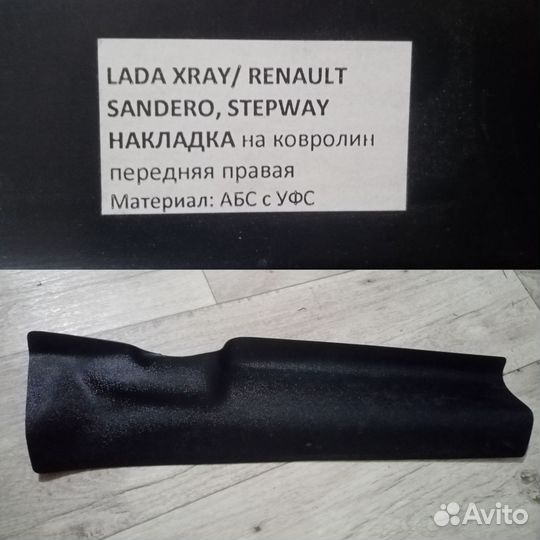 LADA XRAY/ RENAULT
SANDERO, STEPWAY
НАКЛАДКА на ковролин
передняя правая
Материал: АБС с УФС
Avito